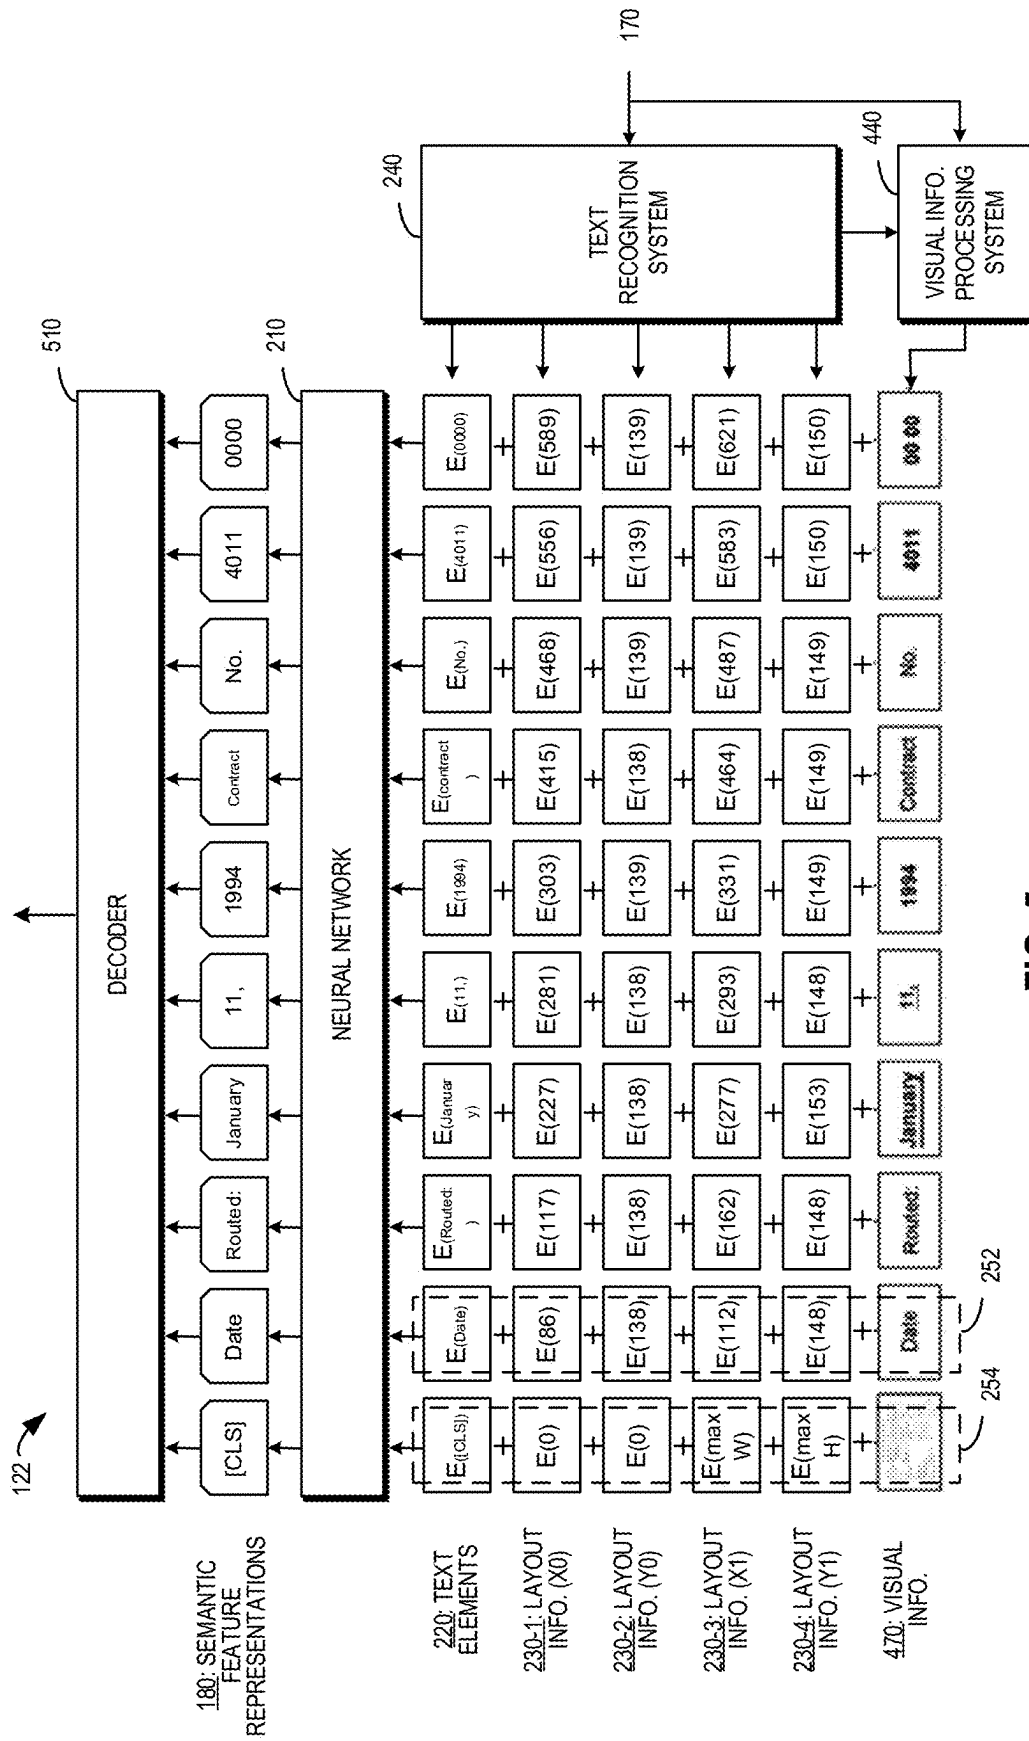 122
510
DECODER
180: SEMANTIC
FEATURE
REPRESENTATIONS
[CLS]
Date
Routed:
January
11,
1994
Contract
No.
4011
0000
210
NEURAL NETWORK
220: TEXT
ELEMENTS
E([CLS])
E(Date)
E(Routed:
)
E(Januar
y)
E(11,)
E(1994)
E(contract
)
E(No.)
E(4011)
E(0000)
+ + + + + + + + + +
230-1: LAYOUT
INFO. (X0)
E(0)
E(86)
E(117)
E(227)
E(281)
E(303)
E(415)
E(468)
E(556)
E(589)
+ + + + + + + + + +
230-2: LAYOUT
INFO. (Y0)
E(0)
E(138)
E(138)
E(138)
E(138)
E(139)
E(138)
E(139)
E(139)
E(139)
+ + + + + + + + + +
230-3: LAYOUT
INFO. (X1)
E(max
W)
E(112)
E(162)
E(277)
E(293)
E(331)
E(464)
E(487)
E(583)
E(621)
+ + + + + + + + + +
230-4: LAYOUT
INFO. (Y1)
E(max
H)
E(148)
E(148)
E(153)
E(148)
E(149)
E(149)
E(149)
E(150)
E(150)
+ + + + + + + + + +
470: VISUAL
INFO.
Date
Routed:
January
11,
1994
Contract
No.
4011
00 00
254
252
240
TEXT
RECOGNITION
SYSTEM
170
440
VISUAL INFO.
PROCESSING
SYSTEM